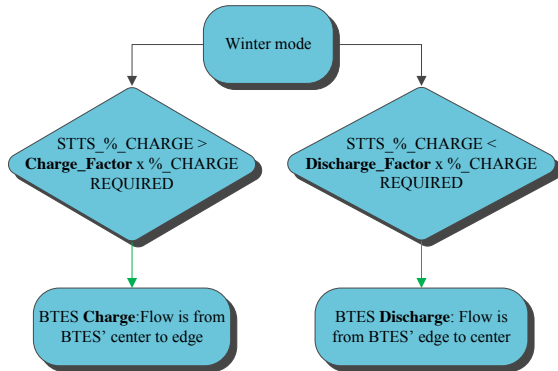 Winter mode
STTS_%_CHARGE >
Charge_Factor x %_CHARGE
REQUIRED
STTS_%_CHARGE <
Discharge_Factor x %_CHARGE
REQUIRED
BTES Charge:Flow is from
BTES’ center to edge
BTES Discharge: Flow is
from BTES’ edge to center